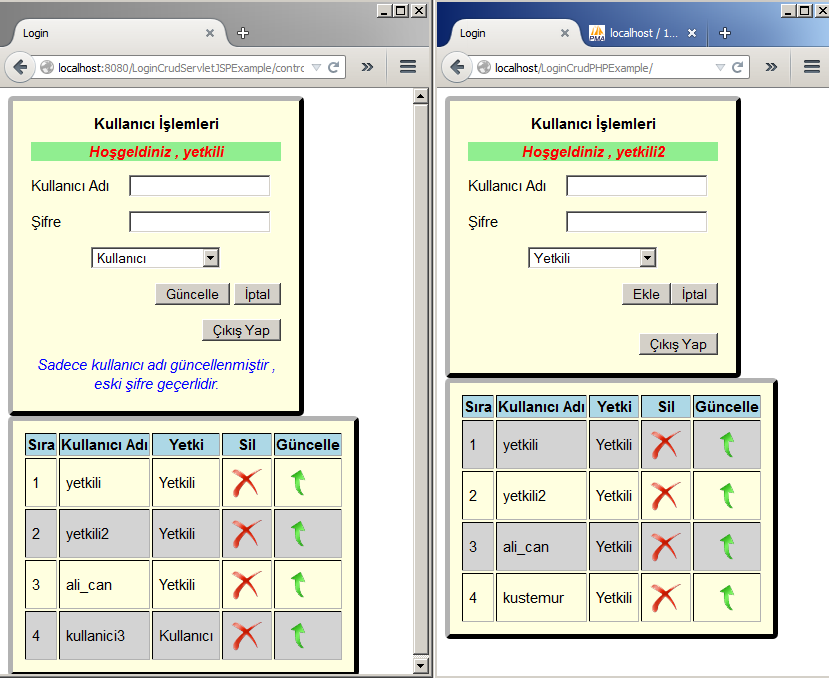 Login
localhost:8080/LoginCrudServletJSPExample/contro
Kullanıcı İşlemleri
Hoşgeldiniz , yetkili
Kullanıcı Adı
Şifre
Kullanıcı
Güncelle İptal
Çıkış Yap
Sadece kullanıcı adı güncellenmiştir ,
eski şifre geçerlidir.
Sıra Kullanıcı Adı Yetki Sil Güncelle
1 yetkili Yetkili
2 yetkili2 Yetkili
3 ali_can Yetkili
4 kullanici3 Kullanıcı
Login
PMA localhost / 1...
localhost/LoginCrudPHPExample/
Kullanıcı İşlemleri
Hoşgeldiniz , yetkili2
Kullanıcı Adı
Şifre
Yetkili
Ekle İptal
Çıkış Yap
Sıra Kullanıcı Adı Yetki Sil Güncelle
1 yetkili Yetkili
2 yetkili2 Yetkili
3 ali_can Yetkili
4 kustemur Yetkili